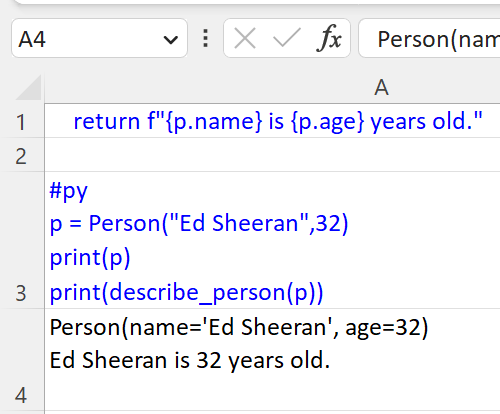 A4
fx
Person(nam
A
1
return f"{p.name} is {p.age} years old."
2
#py
p = Person("Ed Sheeran",32)
print(p)
print(describe_person(p))
3
Person(name='Ed Sheeran', age=32)
Ed Sheeran is 32 years old.
4